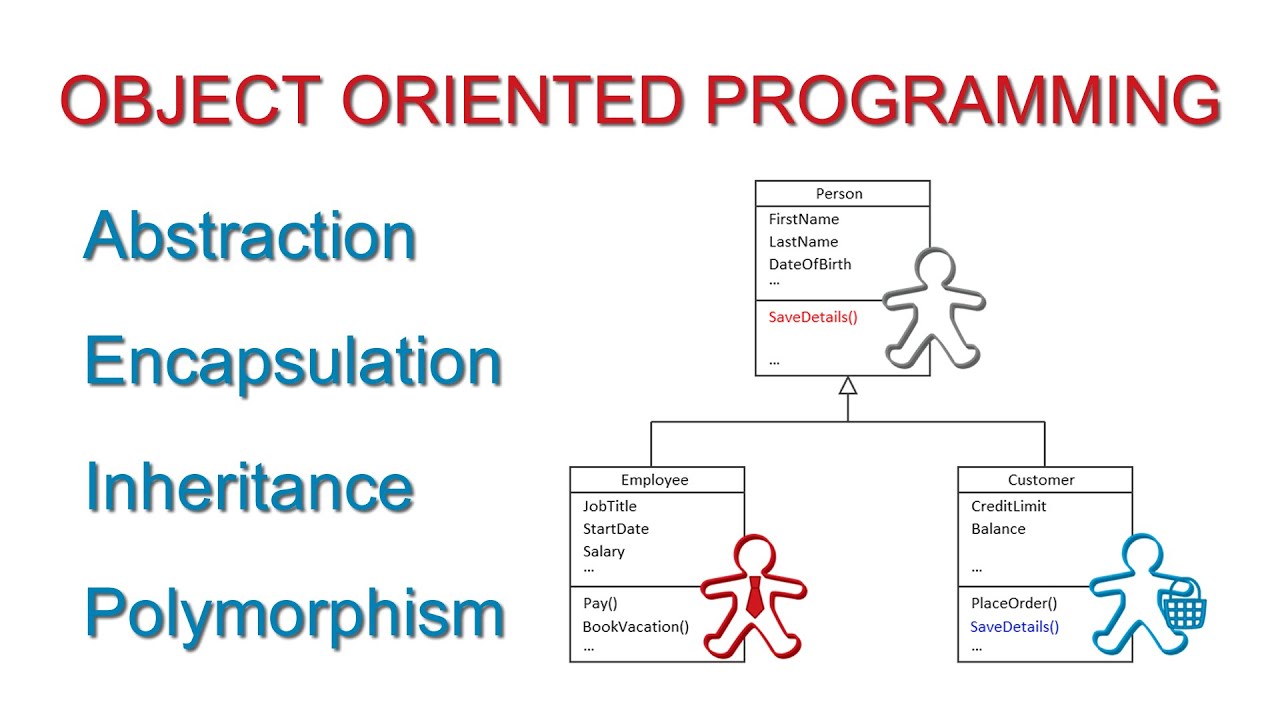 OBJECT ORIENTED PROGRAMMING
Abstraction
Encapsulation
Inheritance
Polymorphism
Person
FirstName
LastName
DateOfBirth
...
SaveDetails()
...
Employee
JobTitle
StartDate
Salary
...
Pay()
BookVacation()
...
Customer
CreditLimit
Balance
...
PlaceOrder()
SaveDetails()
...